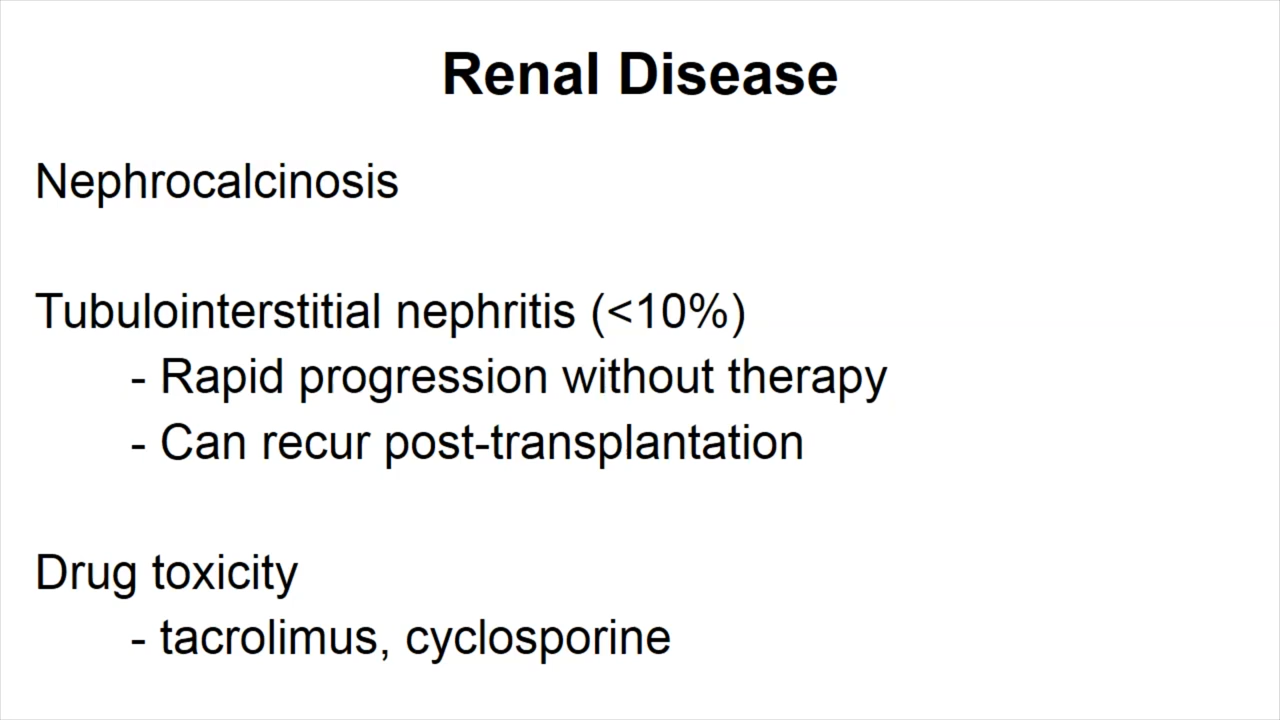 Renal Disease
Nephrocalcinosis
Tubulointerstitial nephritis (<10%)
- Rapid progression without therapy
- Can recur post-transplantation
Drug toxicity
- tacrolimus, cyclosporine